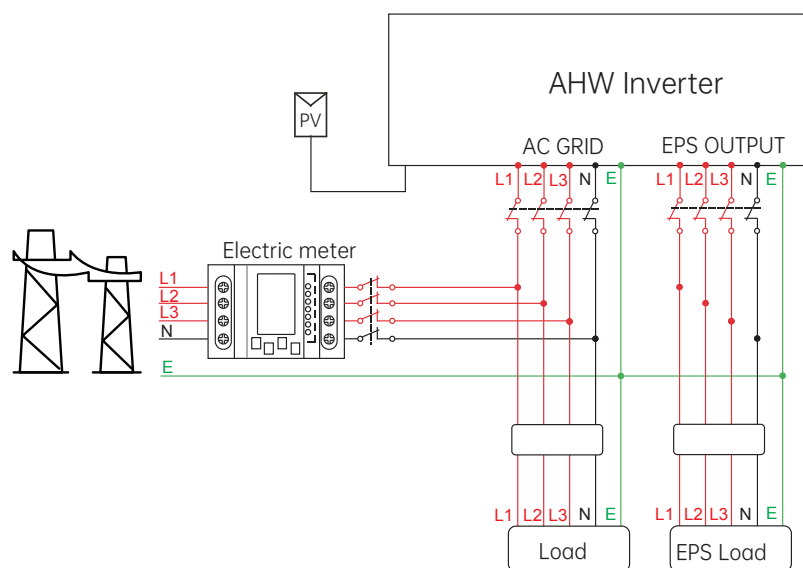 AHW Inverter
PV
AC GRID
EPS OUTPUT
L1 L2 L3 N E
L1 L2 L3 N E
Electric meter
L1
L2
L3
N
E
L1 L2 L3 N E
L1 L2 L3 N E
Load
EPS Load